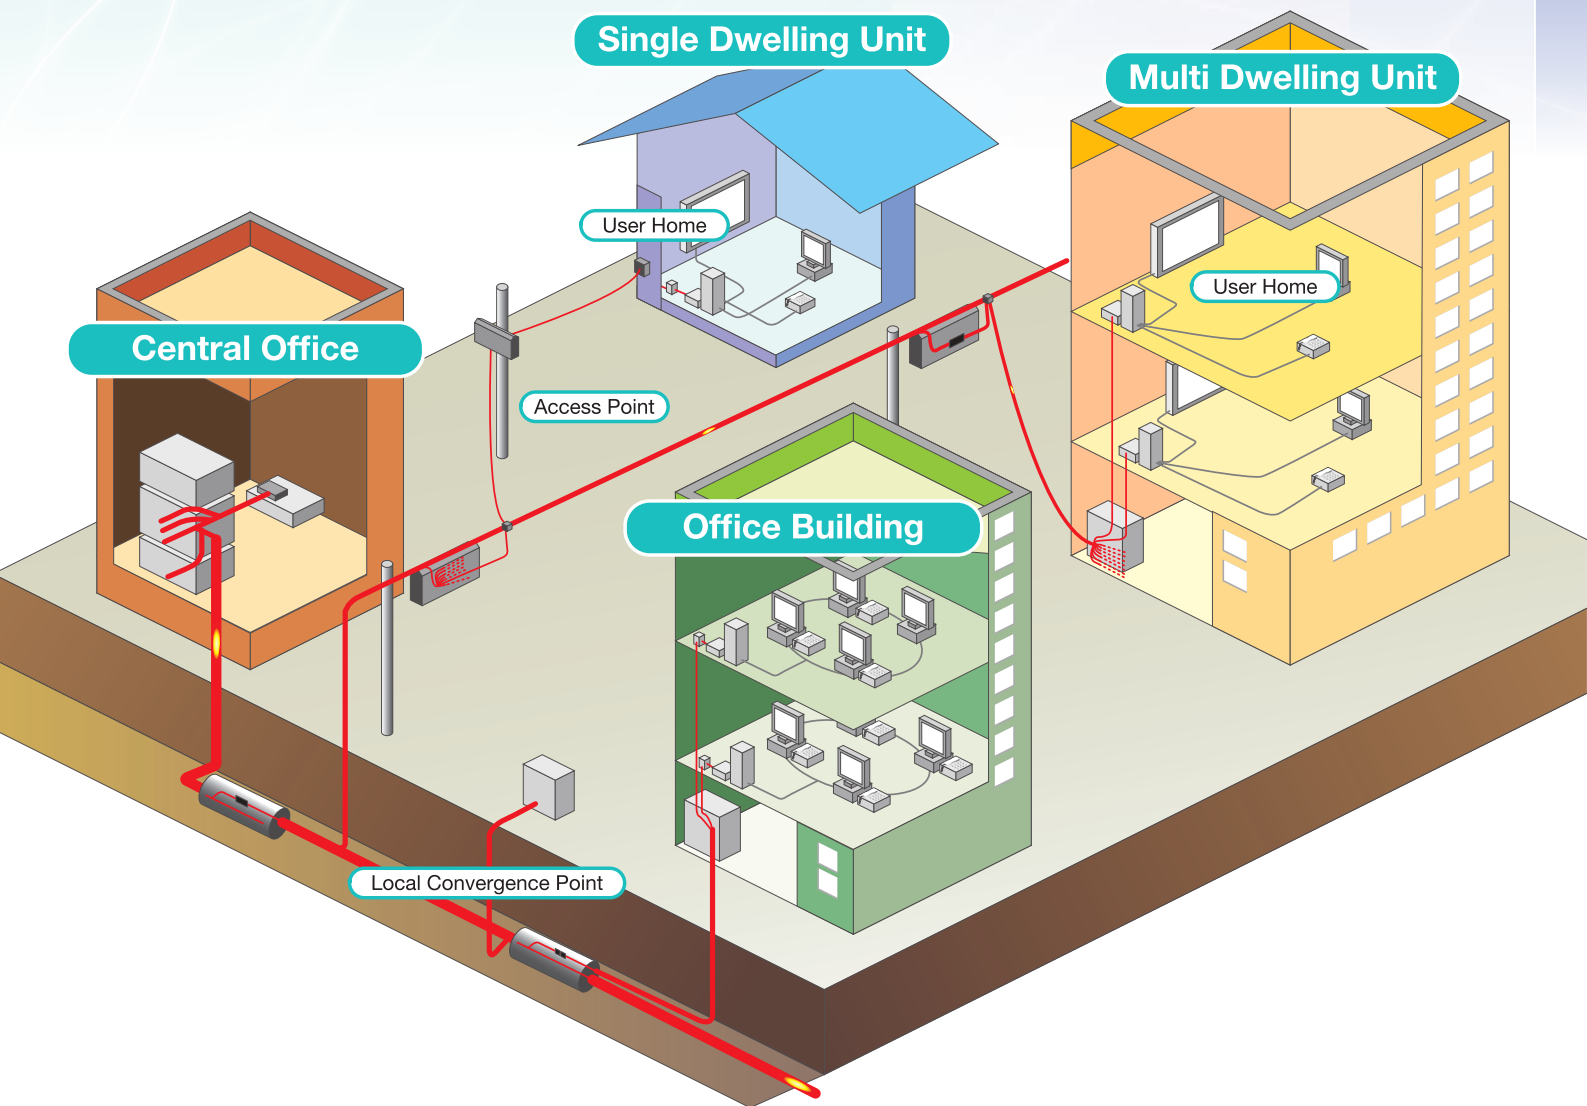 Single Dwelling Unit
Multi Dwelling Unit
User Home
User Home
Central Office
Access Point
Office Building
Local Convergence Point